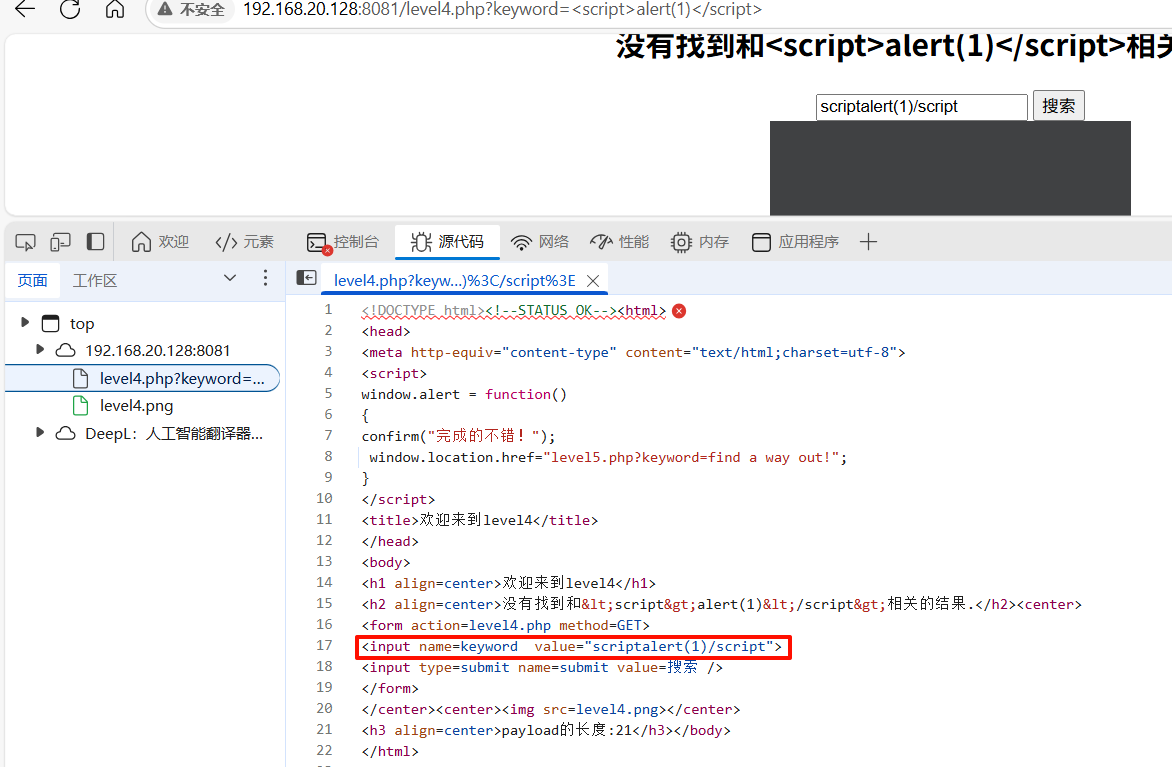 不安全 192.168.20.128:8081/level4.php?keyword=<script>alert(1)</script>
没有找到和<script>alert(1)</script>相关
scriptalert(1)/script 搜索
欢迎 元素 控制台 源代码 网络 性能 内存 应用程序
页面 工作区 level4.php?keyw...)%3C/script%3E
top
192.168.20.128:8081
level4.php?keyword=...
level4.png
DeepL：人工智能翻译器...
1 <!DOCTYPE html><!--STATUS OK--><html>
2 <head>
3 <meta http-equiv="content-type" content="text/html;charset=utf-8">
4 <script>
5 window.alert = function()
6 {
7 confirm("完成的不错！");
8  window.location.href="level5.php?keyword=find a way out!";
9 }
10 </script>
11 <title>欢迎来到level4</title>
12 </head>
13 <body>
14 <h1 align=center>欢迎来到level4</h1>
15 <h2 align=center>没有找到和&lt;script&gt;alert(1)&lt;/script&gt;相关的结果.</h2><center>
16 <form action=level4.php method=GET>
17 <input name=keyword  value="scriptalert(1)/script">
18 <input type=submit name=submit value=搜索 />
19 </form>
20 </center><center><img src=level4.png></center>
21 <h3 align=center>payload的长度:21</h3></body>
22 </html>